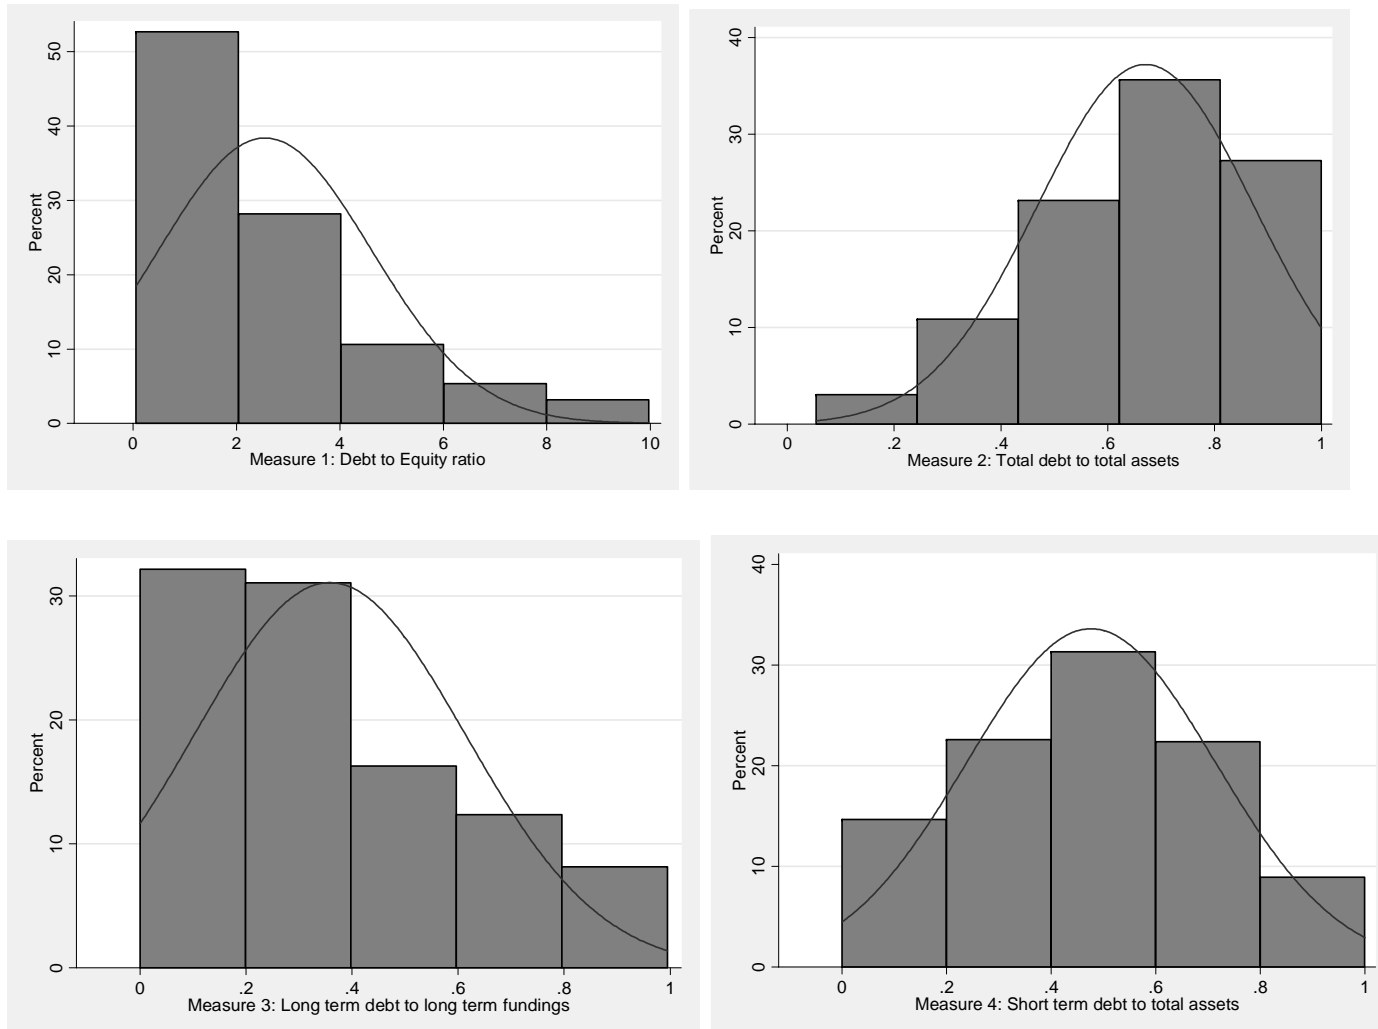 50
40
30
20
10
0
Percent
0 2 4 6 8 10
Measure 1: Debt to Equity ratio
40
30
20
10
0
Percent
0 .2 .4 .6 .8 1
Measure 2: Total debt to total assets
30
20
10
0
Percent
0 .2 .4 .6 .8 1
Measure 3: Long term debt to long term fundings
40
30
20
10
0
Percent
0 .2 .4 .6 .8 1
Measure 4: Short term debt to total assets